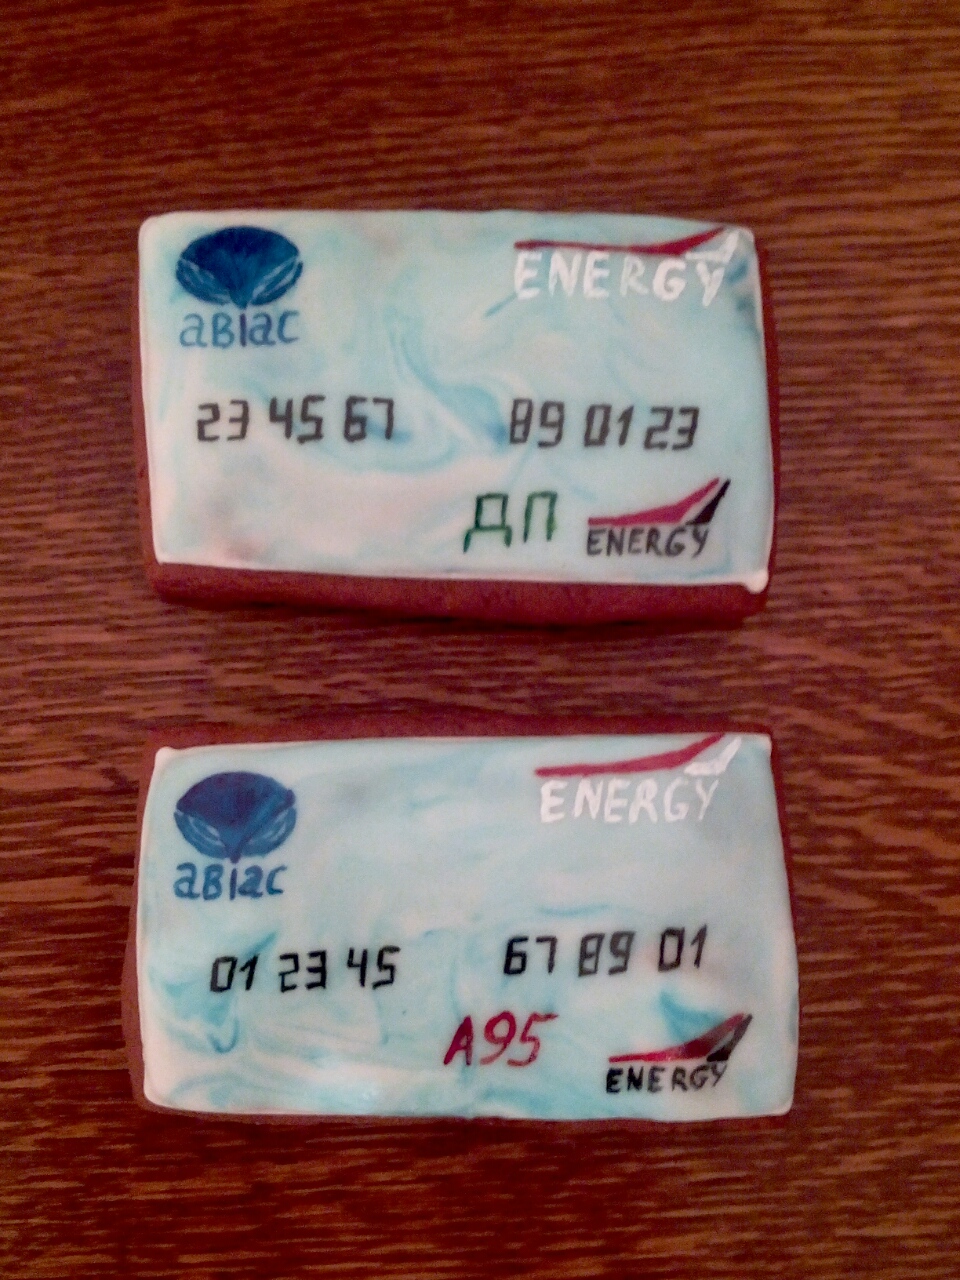 авіас
ENERGY
23 45 67 89 01 23
ДП
ENERGY
авіас
ENERGY
01 23 45 67 89 01
А95
ENERGY